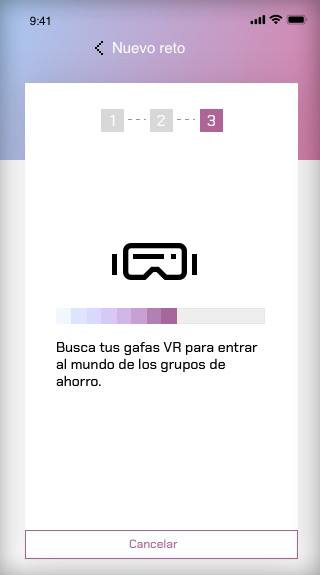 9:41
Nuevo reto
1 2 3
Busca tus gafas VR para entrar
al mundo de los grupos de
ahorro.
Cancelar